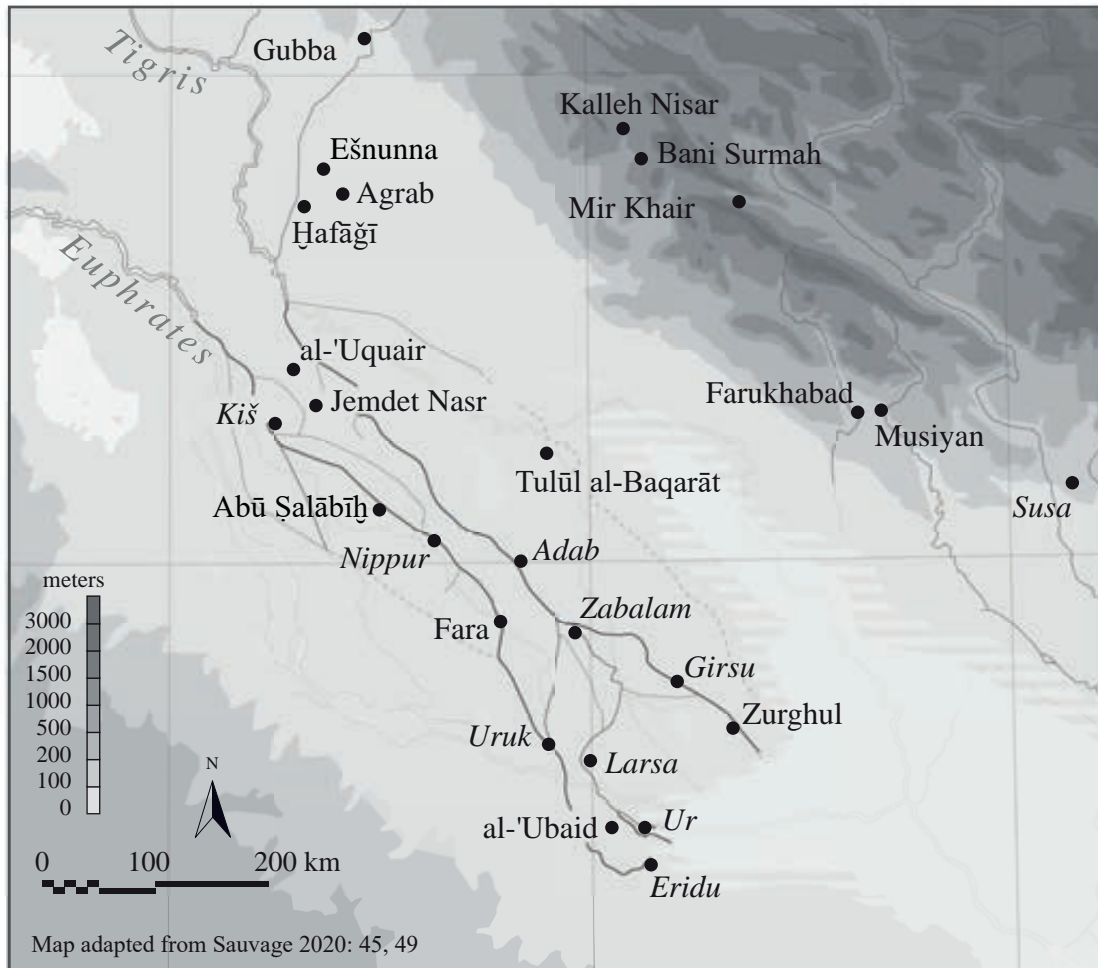 Gubba
Tigris
Kalleh Nisar
Ešnunna
Bani Surmah
Agrab
Mir Khair
Ḫafāǧī
Euphrates
al-'Uquair
Farukhabad
Jemdet Nasr
Kiš
Musiyan
Tulūl al-Baqarāt
Abū Ṣalābīḫ
Susa
Nippur
Adab
meters
3000
2000
1500
1000
500
200
100
0
Zabalam
Fara
Girsu
Zurghul
Uruk
Larsa
N
al-'Ubaid
Ur
0 100 200 km
Eridu
Map adapted from Sauvage 2020: 45, 49